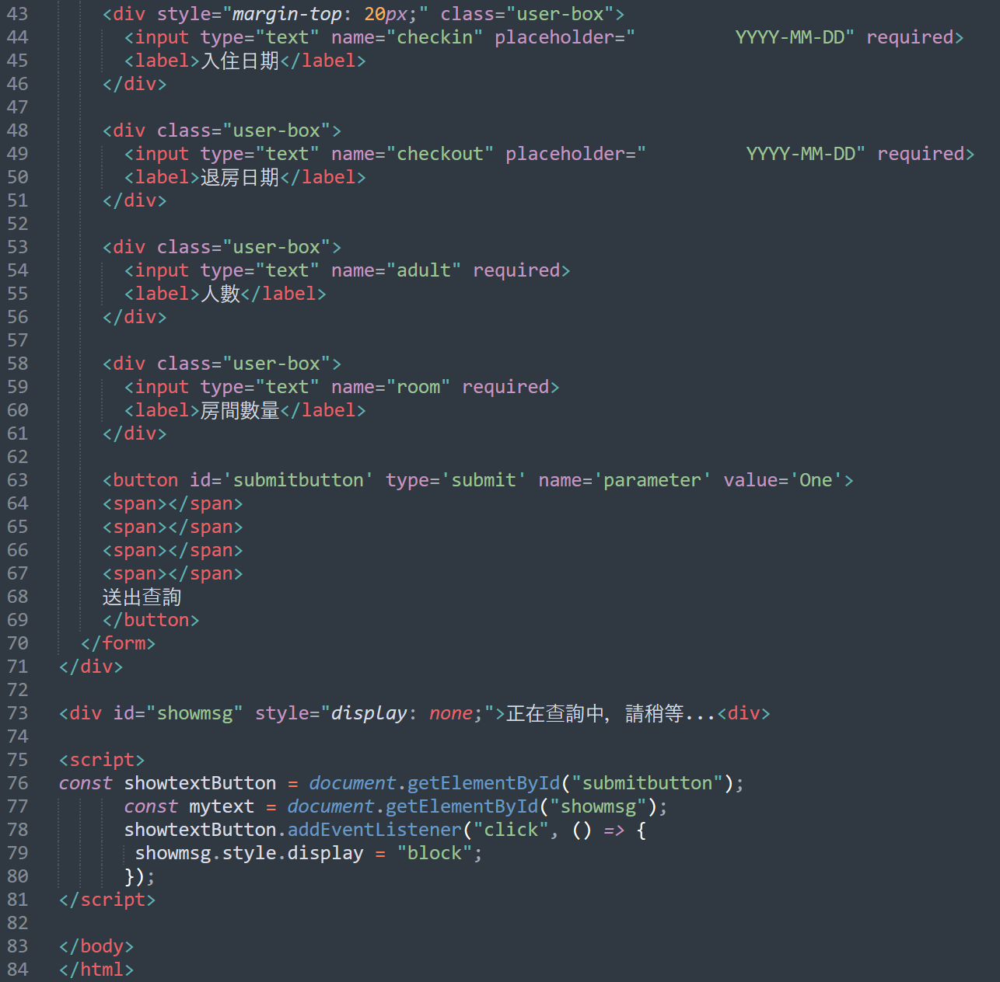 43 <div style="margin-top: 20px;" class="user-box">
44 <input type="text" name="checkin" placeholder="         YYYY-MM-DD" required>
45 <label>入住日期</label>
46 </div>
47
48 <div class="user-box">
49 <input type="text" name="checkout" placeholder="         YYYY-MM-DD" required>
50 <label>退房日期</label>
51 </div>
52
53 <div class="user-box">
54 <input type="text" name="adult" required>
55 <label>人數</label>
56 </div>
57
58 <div class="user-box">
59 <input type="text" name="room" required>
60 <label>房間數量</label>
61 </div>
62
63 <button id='submitbutton' type='submit' name='parameter' value='One'>
64 <span></span>
65 <span></span>
66 <span></span>
67 <span></span>
68 送出查詢
69 </button>
70 </form>
71 </div>
72
73 <div id="showmsg" style="display: none;">正在查詢中, 請稍等...<div>
74
75 <script>
76 const showtextButton = document.getElementById("submitbutton");
77 const mytext = document.getElementById("showmsg");
78 showtextButton.addEventListener("click", () => {
79 showmsg.style.display = "block";
80 });
81 </script>
82
83 </body>
84 </html>